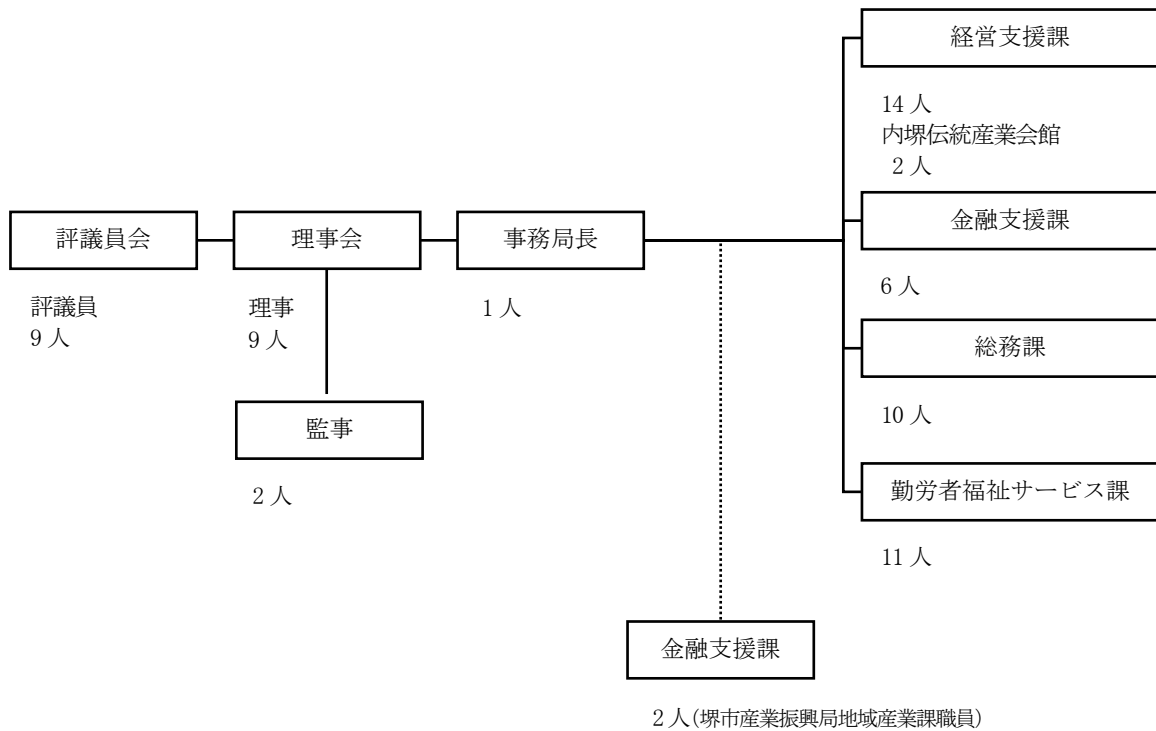 評議員会
評議員
9人
理事会
理事
9人
監事
2人
事務局長
1人
経営支援課
14人
内堺伝統産業会館
2人
金融支援課
6人
総務課
10人
勤労者福祉サービス課
11人
金融支援課
2人(堺市産業振興局地域産業課職員)